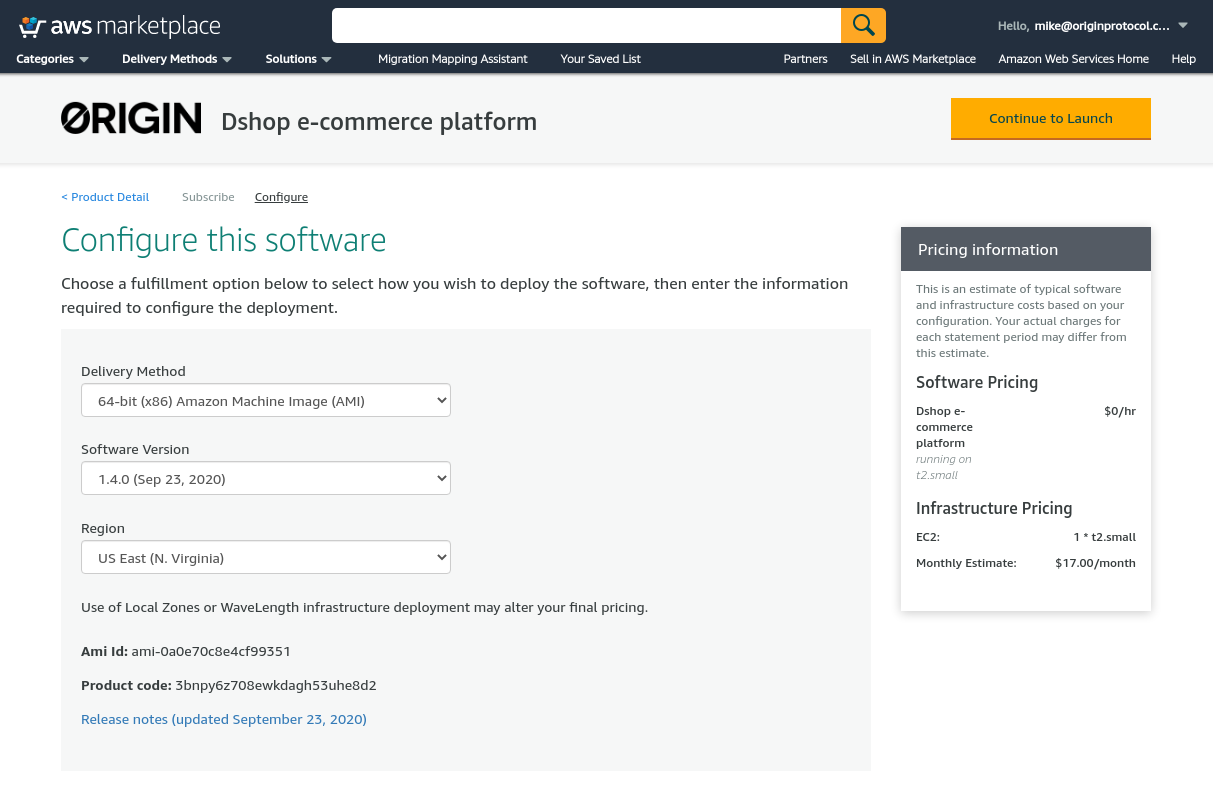 aws marketplace
Hello, mike@originprotocol.c...
Categories Delivery Methods Solutions Migration Mapping Assistant Your Saved List Partners Sell in AWS Marketplace Amazon Web Services Home Help
ORIGIN Dshop e-commerce platform
Continue to Launch
< Product Detail Subscribe Configure
Configure this software
Choose a fulfillment option below to select how you wish to deploy the software, then enter the information
required to configure the deployment.
Delivery Method
64-bit (x86) Amazon Machine Image (AMI)
Software Version
1.4.0 (Sep 23, 2020)
Region
US East (N. Virginia)
Use of Local Zones or WaveLength infrastructure deployment may alter your final pricing.
Ami Id: ami-0a0e70c8e4cf99351
Product code: 3bnpy6z708ewkdagh53uhe8d2
Release notes (updated September 23, 2020)
Pricing information
This is an estimate of typical software
and infrastructure costs based on your
configuration. Your actual charges for
each statement period may differ from
this estimate.
Software Pricing
Dshop e- $0/hr
commerce
platform
running on
t2.small
Infrastructure Pricing
EC2: 1 * t2.small
Monthly Estimate: $17.00/month